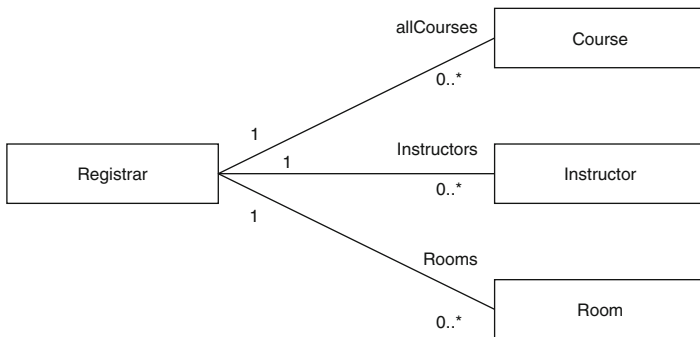 allCourses
Course
0..*
1
Registrar
1
Instructors
Instructor
0..*
1
Rooms
Room
0..*